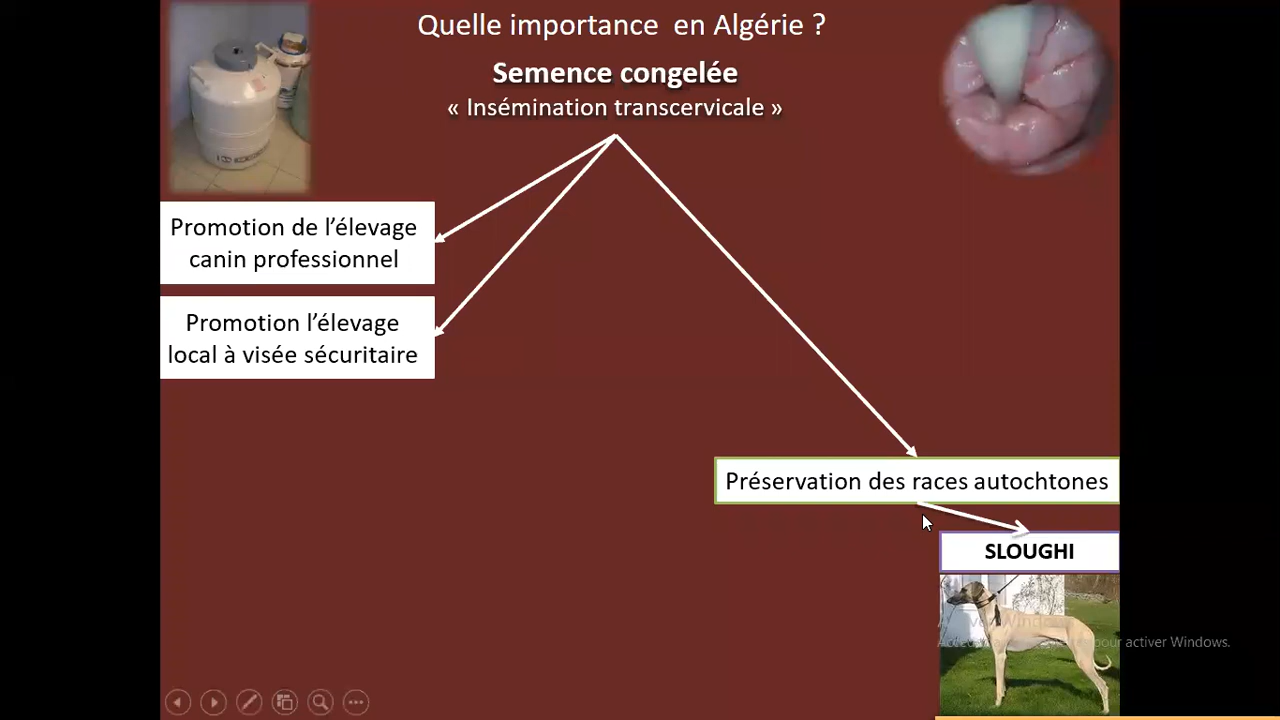 Quelle importance en Algérie ?
Semence congelée
« Insémination transcervicale »
Promotion de l’élevage
canin professionnel
Promotion l’élevage
local à visée sécuritaire
Préservation des races autochtones
SLOUGHI
pour activer Windows.